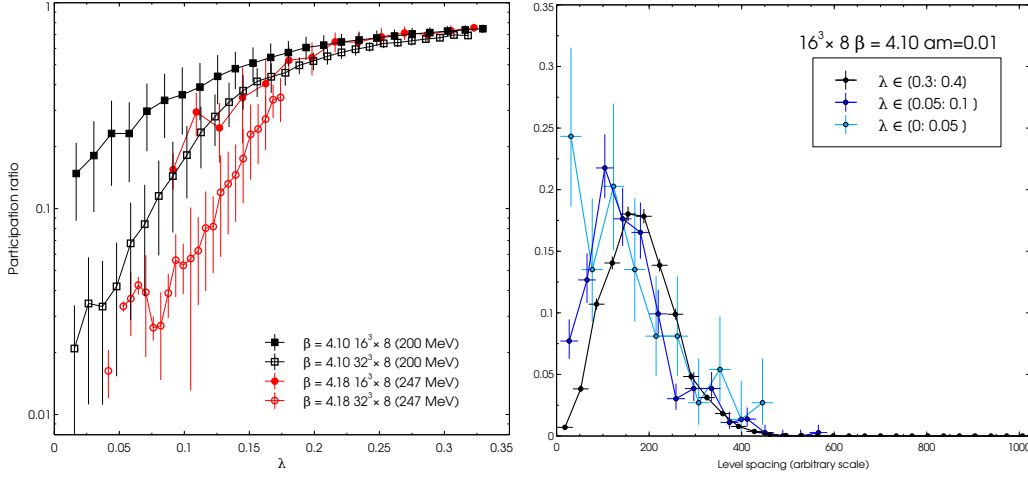 1
0.1
0.01
Participation ratio
0
0.05
0.1
0.15
0.2
0.25
0.3
0.35
λ
β = 4.10 16³× 8 (200 MeV)
β = 4.10 32³× 8 (200 MeV)
β = 4.18 16³× 8 (247 MeV)
β = 4.18 32³× 8 (247 MeV)
0.35
0.3
0.25
0.2
0.15
0.1
0.05
0
16³× 8 β = 4.10 am=0.01
λ ∈ (0.3: 0.4)
λ ∈ (0.05: 0.1)
λ ∈ (0: 0.05)
0
200
400
600
800
1000
Level spacing (arbitrary scale)